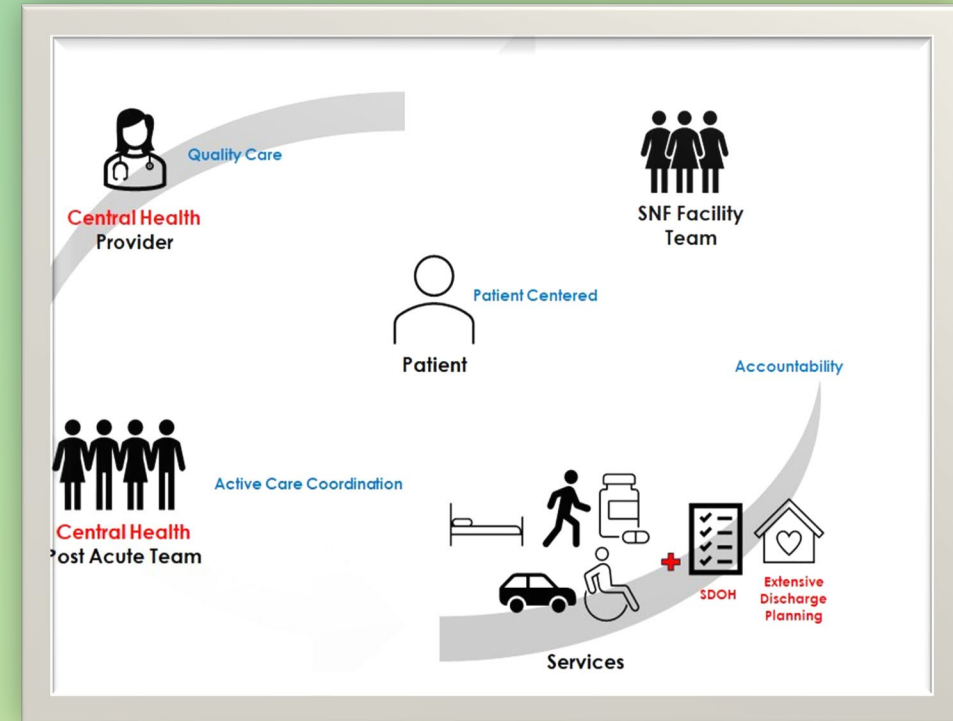 Quality Care
Central Health
Provider
SNF Facility
Team
Patient Centered
Patient
Accountability
Active Care Coordination
Central Health
Post Acute Team
SDOH
Extensive
Discharge
Planning
Services